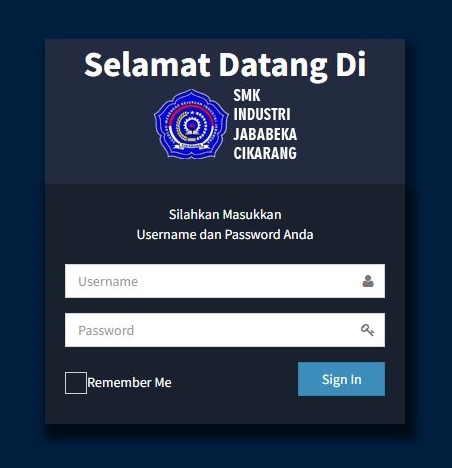 Selamat Datang Di
SMK
INDUSTRI
JABABEKA
CIKARANG
Silahkan Masukkan
Username dan Password Anda
Username
Password
Remember Me
Sign In